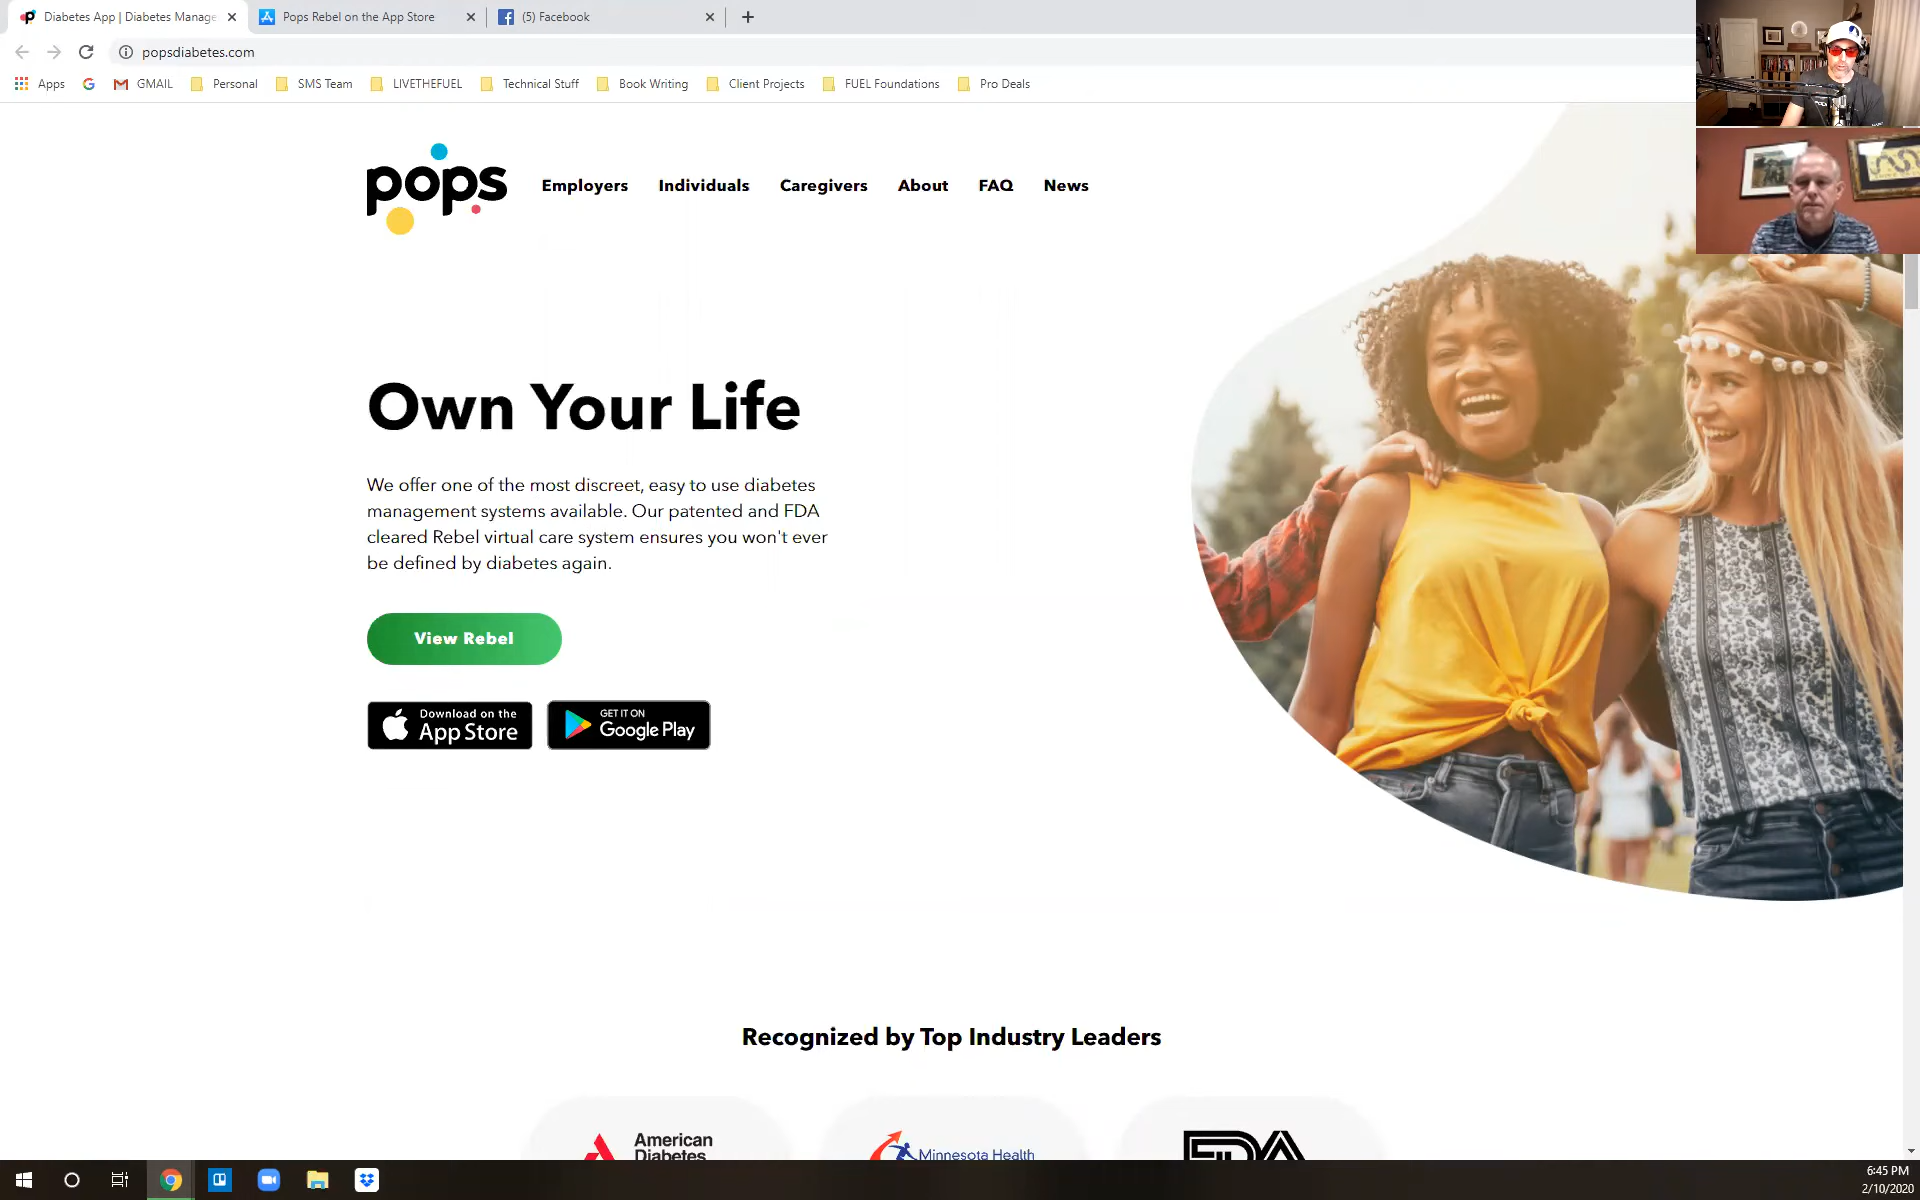 Diabetes App | Diabetes Manage
Pops Rebel on the App Store
(5) Facebook
popsdiabetes.com
Apps
GMAIL
Personal
SMS Team
LIVETHEFUEL
Technical Stuff
Book Writing
Client Projects
FUEL Foundations
Pro Deals
pops
Employers
Individuals
Caregivers
About
FAQ
News
Own Your Life
We offer one of the most discreet, easy to use diabetes
management systems available. Our patented and FDA
cleared Rebel virtual care system ensures you won't ever
be defined by diabetes again.
View Rebel
Download on the
App Store
GET IT ON
Google Play
Recognized by Top Industry Leaders
American
Diabetes
Minnesota Health
FDA
6:45 PM
2/10/2020